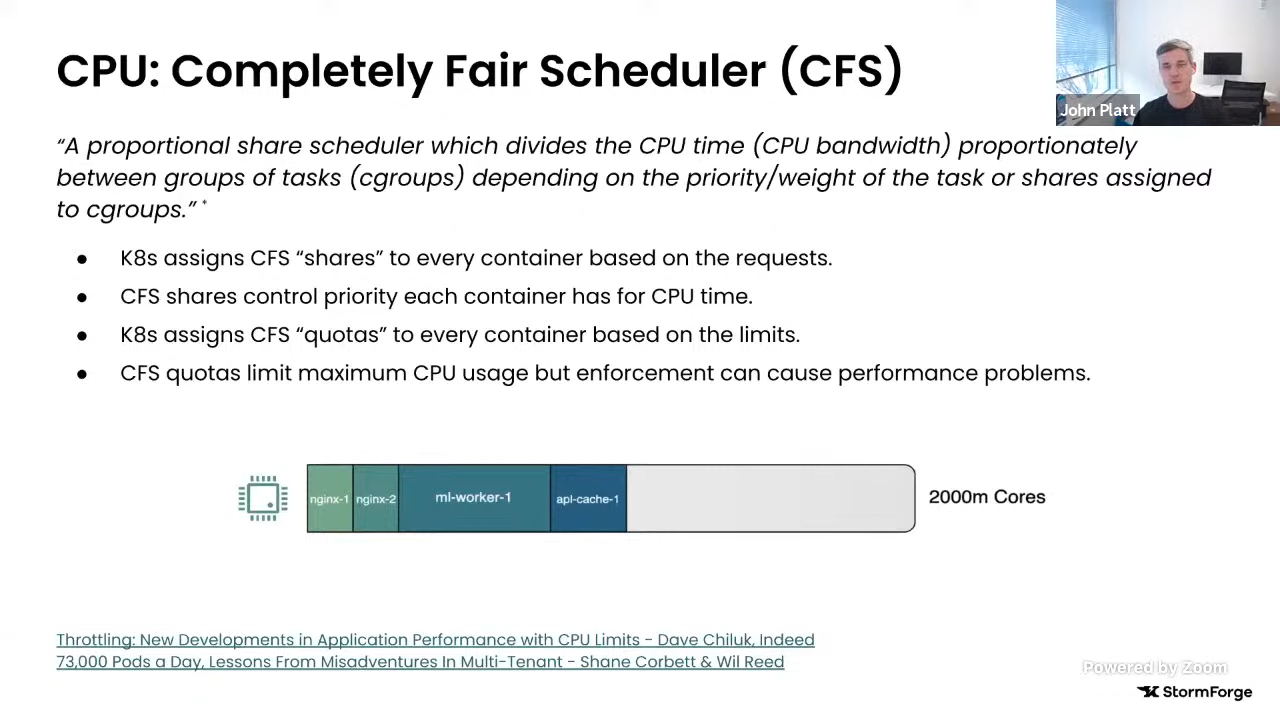 CPU: Completely Fair Scheduler (CFS)
John Platt
“A proportional share scheduler which divides the CPU time (CPU bandwidth) proportionately
between groups of tasks (cgroups) depending on the priority/weight of the task or shares assigned
to cgroups.” *
● K8s assigns CFS “shares” to every container based on the requests.
● CFS shares control priority each container has for CPU time.
● K8s assigns CFS “quotas” to every container based on the limits.
● CFS quotas limit maximum CPU usage but enforcement can cause performance problems.
nginx-1 nginx-2 ml-worker-1 api-cache-1 2000m Cores
Throttling: New Developments in Application Performance with CPU Limits - Dave Chiluk, Indeed
73,000 Pods a Day, Lessons From Misadventures In Multi-Tenant - Shane Corbett & Wil Reed
Powered by Zoom
StormForge